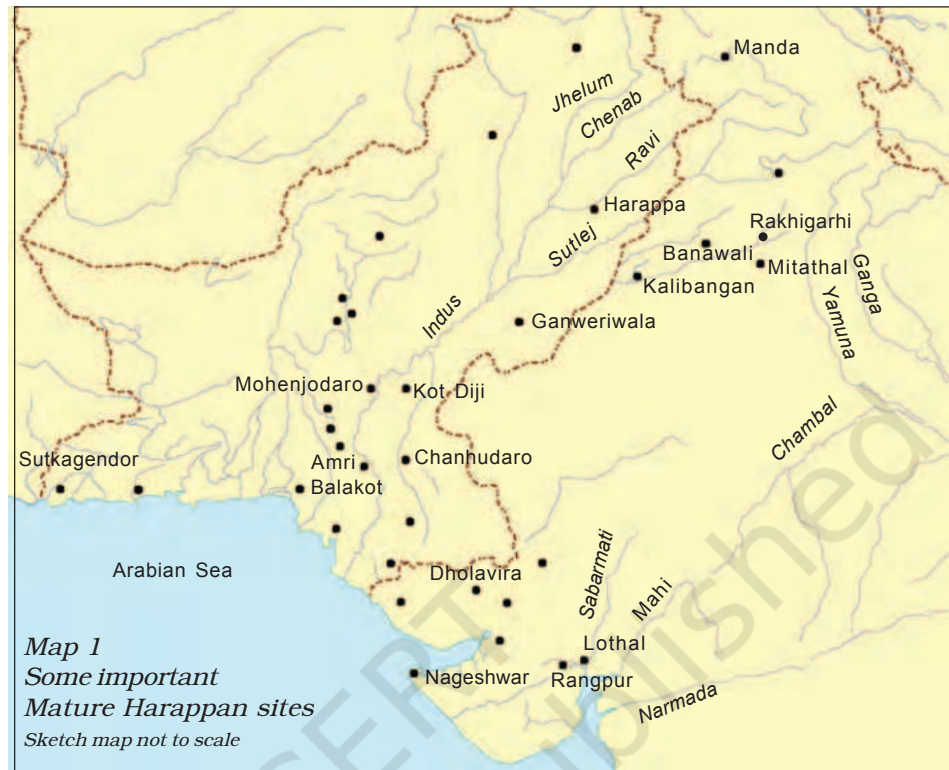 Manda
Jhelum
Chenab
Ravi
Harappa
Rakhigarhi
Sutlej
Banawali
Mitathal
Ganga
Kalibangan
Yamuna
Indus
Ganweriwala
Mohenjodaro
Kot Diji
Chambal
Sutkagendor
Amri
Chanhudaro
Balakot
Arabian Sea
Dholavira
Sabarmati
Mahi
Lothal
Nageshwar
Rangpur
Narmada
Map 1
Some important
Mature Harappan sites
Sketch map not to scale